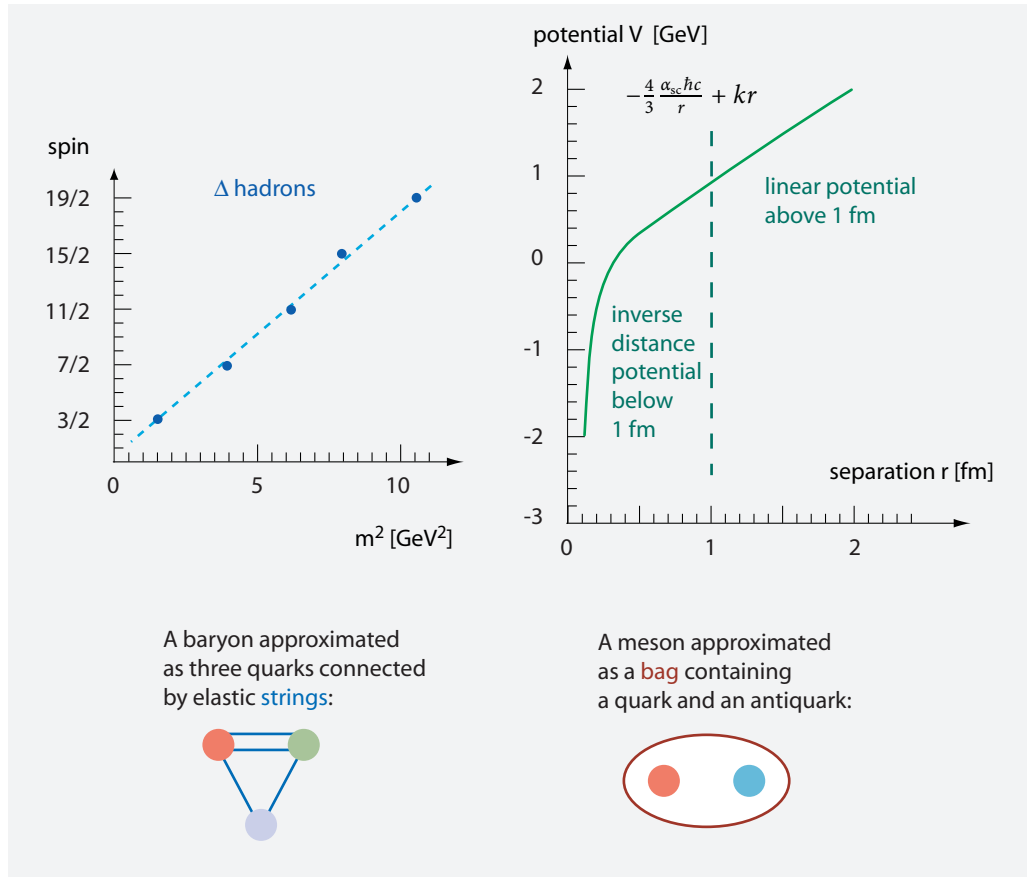 spin
19/2
15/2
11/2
7/2
3/2
Δ hadrons
0
5
10
m² [GeV²]
potential V [GeV]
2
1
0
-1
-2
-3
−4/3 αsc ħc/r + kr
linear potential
above 1 fm
inverse
distance
potential
below
1 fm
separation r [fm]
0
1
2
A baryon approximated
as three quarks connected
by elastic strings:
A meson approximated
as a bag containing
a quark and an antiquark: